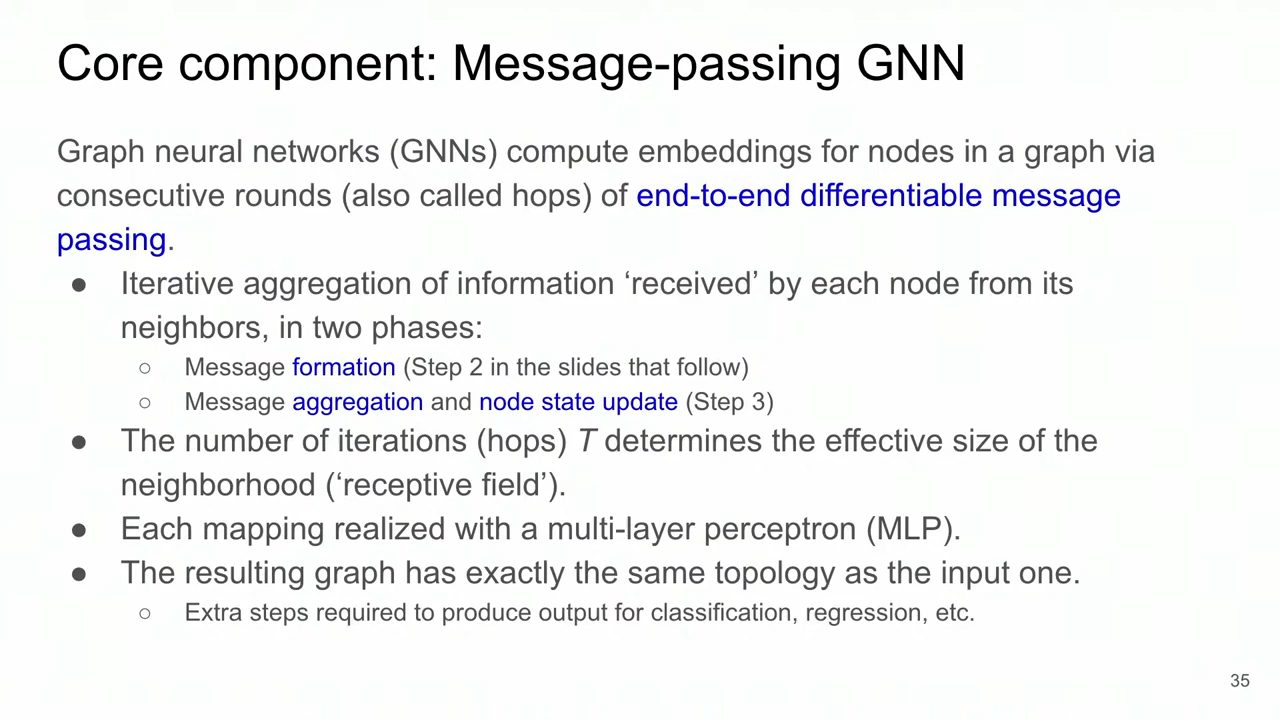 Core component: Message-passing GNN
Graph neural networks (GNNs) compute embeddings for nodes in a graph via
consecutive rounds (also called hops) of end-to-end differentiable message
passing.
● Iterative aggregation of information ‘received’ by each node from its
neighbors, in two phases:
○ Message formation (Step 2 in the slides that follow)
○ Message aggregation and node state update (Step 3)
● The number of iterations (hops) T determines the effective size of the
neighborhood (‘receptive field’).
● Each mapping realized with a multi-layer perceptron (MLP).
● The resulting graph has exactly the same topology as the input one.
○ Extra steps required to produce output for classification, regression, etc.
35